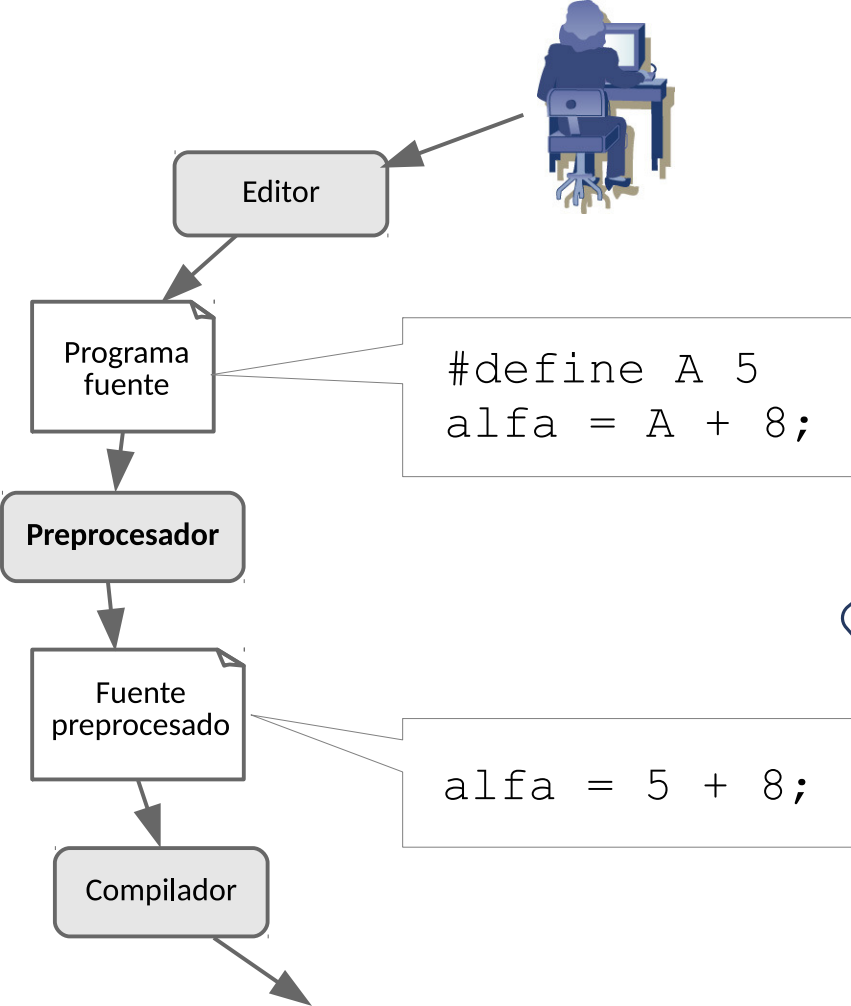 Editor
Programa
fuente
#define A 5
alfa = A + 8;
Preprocesador
Fuente
preprocesado
alfa = 5 + 8;
Compilador